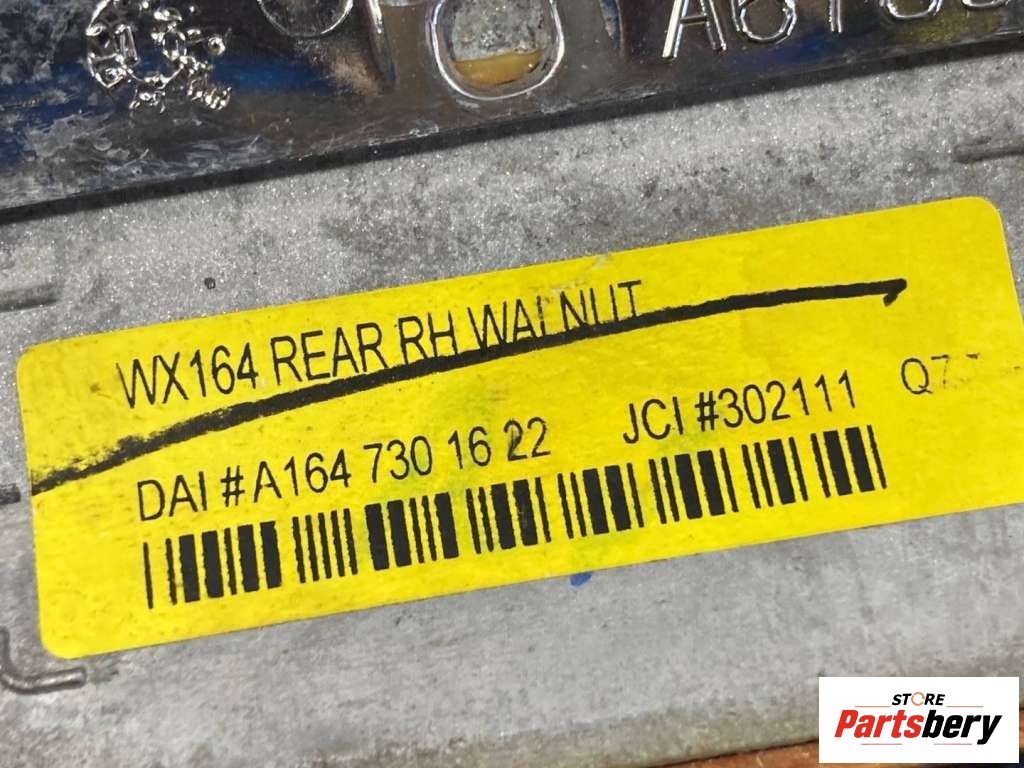 WX164 REAR RH WALNUT
DAI # A164 730 16 22 JCI #302111
STORE
Partsbery